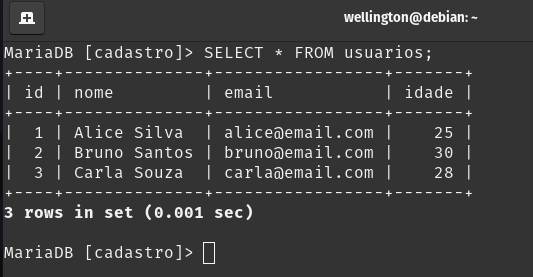 wellington@debian: ~
MariaDB [cadastro]> SELECT * FROM usuarios;
+----+--------------+-----------------+-------+
| id | nome         | email           | idade |
+----+--------------+-----------------+-------+
|  1 | Alice Silva  | alice@email.com |    25 |
|  2 | Bruno Santos | bruno@email.com |    30 |
|  3 | Carla Souza  | carla@email.com |    28 |
+----+--------------+-----------------+-------+
3 rows in set (0.001 sec)
MariaDB [cadastro]>